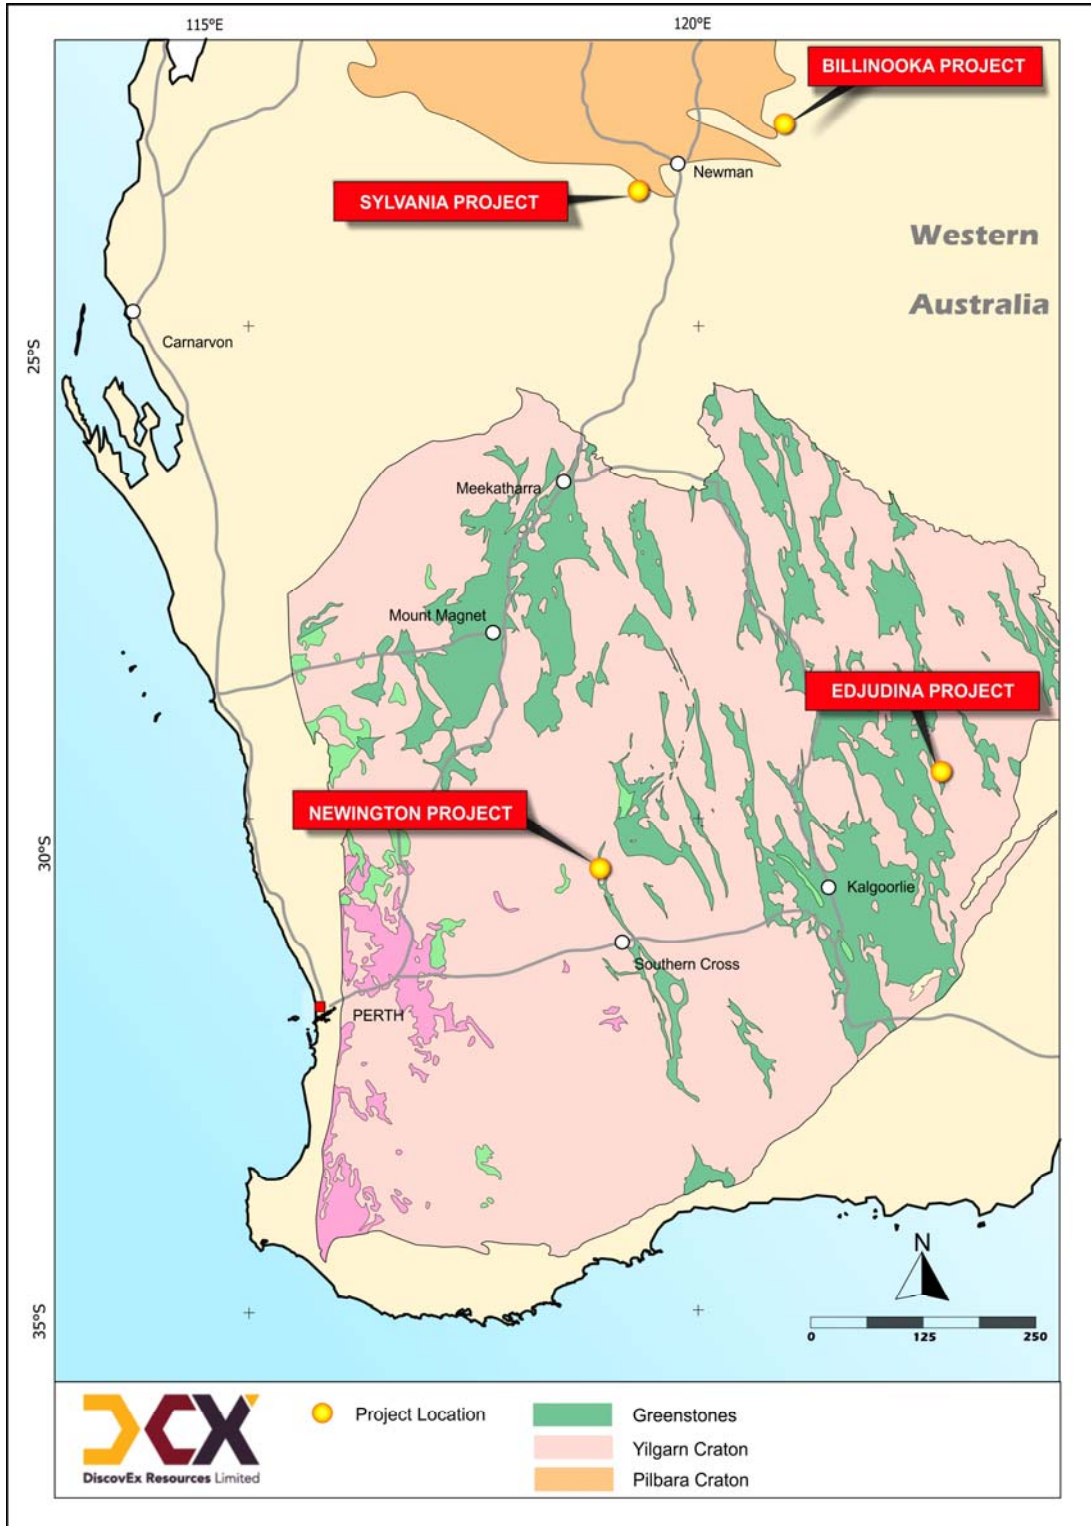 115°E
120°E
BILLINOOKA PROJECT
Newman
SYLVANIA PROJECT
Western
Australia
25°S
Carnarvon
Meekatharra
Mount Magnet
EDJUDINA PROJECT
NEWINGTON PROJECT
30°S
Kalgoorlie
Southern Cross
PERTH
N
35°S
0 125 250
DCX
DiscovEx Resources Limited
Project Location
Greenstones
Yilgarn Craton
Pilbara Craton